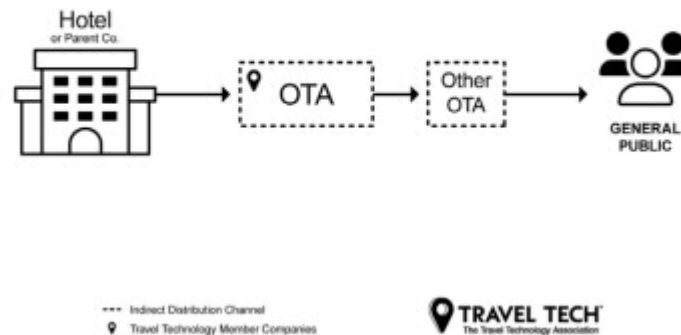 Hotel
or Parent Co.
OTA
Other
OTA
GENERAL
PUBLIC
Indirect Distribution Channel
Travel Technology Member Companies
TRAVEL TECH
The Travel Technology Association